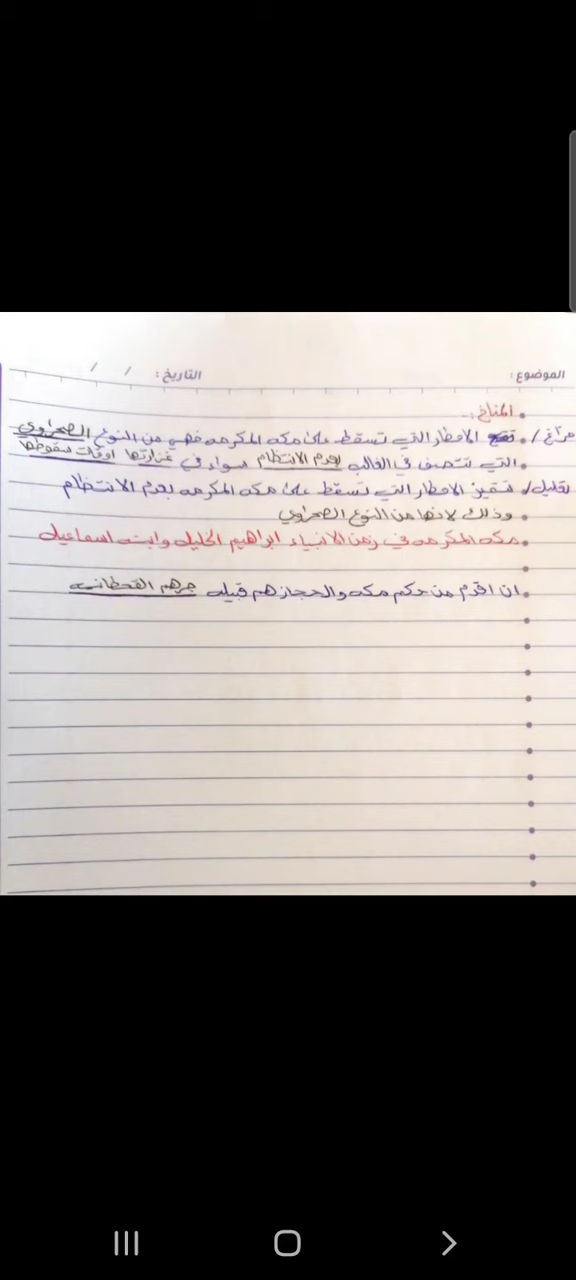 الموضوع: التاريخ: / /
المناخ:-
فراغ/ الامطار التي تسقط على مكه المكرمه فهي من النوع الصحراوي
التي تتصف في الغالب بعدم الانتظام سواء في غزارتها اوقات سقوطها
تعليل/ تتميز الامطار التي تسقط على مكه المكرمه بعدم الانتظام
وذلك لانها من النوع الصحراوي
مكه المكرمه في زمن الانبياء ابراهيم الخليل وابنه اسماعيل
ان اقدم من حكم مكه والحجاز هم قبيله جرهم القحطانيه